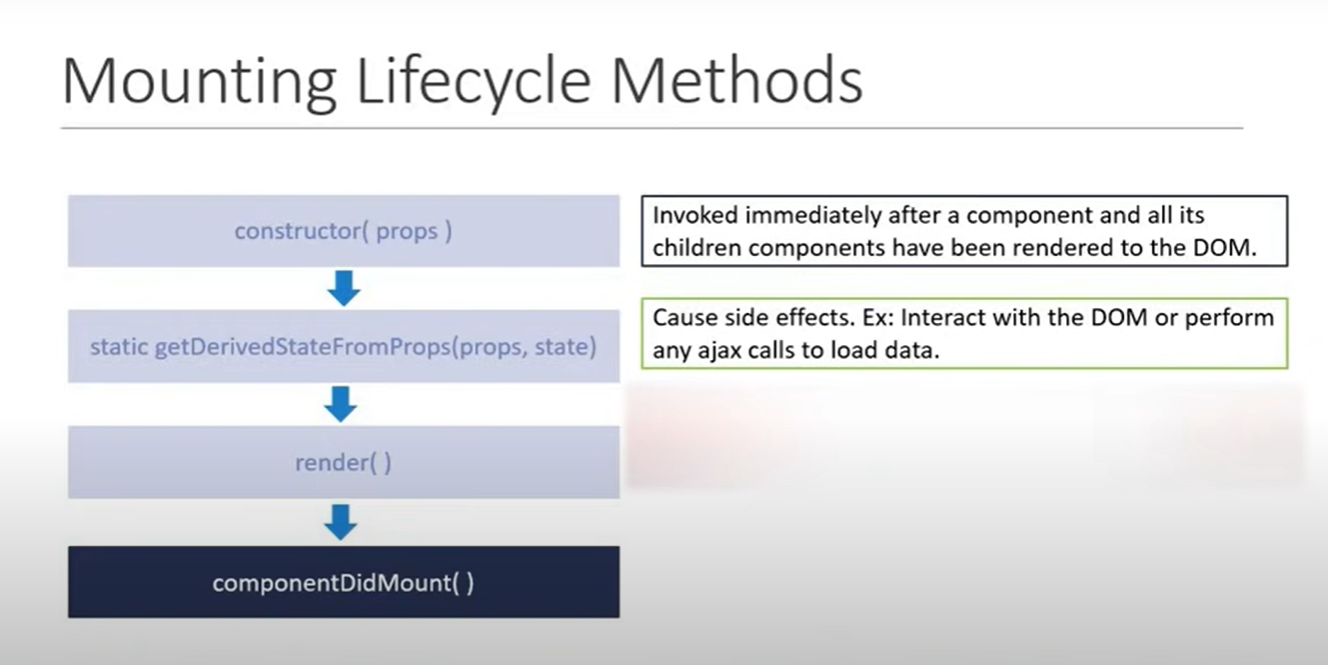 Mounting Lifecycle Methods
constructor( props )
Invoked immediately after a component and all its
children components have been rendered to the DOM.
static getDerivedStateFromProps(props, state)
Cause side effects. Ex: Interact with the DOM or perform
any ajax calls to load data.
render( )
componentDidMount( )